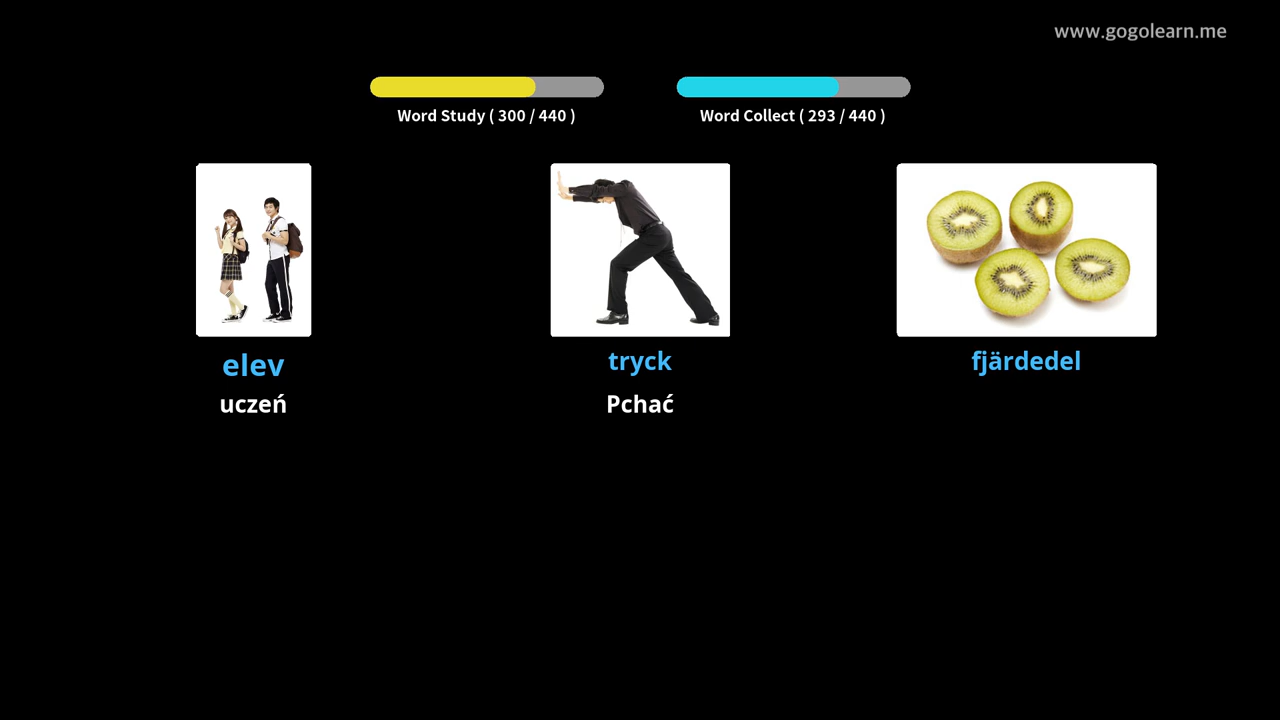 www.gogolearn.me
Word Study ( 300 / 440 )
Word Collect ( 293 / 440 )
elev
tryck
fjärdedel
uczeń
Pchać